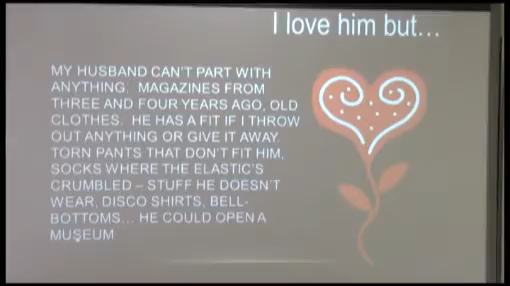 I love him but...
MY HUSBAND CAN'T PART WITH
ANYTHING. MAGAZINES FROM
THREE AND FOUR YEARS AGO, OLD
CLOTHES. HE HAS A FIT IF I THROW
OUT ANYTHING OR GIVE IT AWAY.
TORN PANTS THAT DON'T FIT HIM,
SOCKS WHERE THE ELASTIC'S
CRUMBLED – STUFF HE DOESN'T
WEAR, DISCO SHIRTS, BELL-
BOTTOMS... HE COULD OPEN A
MUSEUM